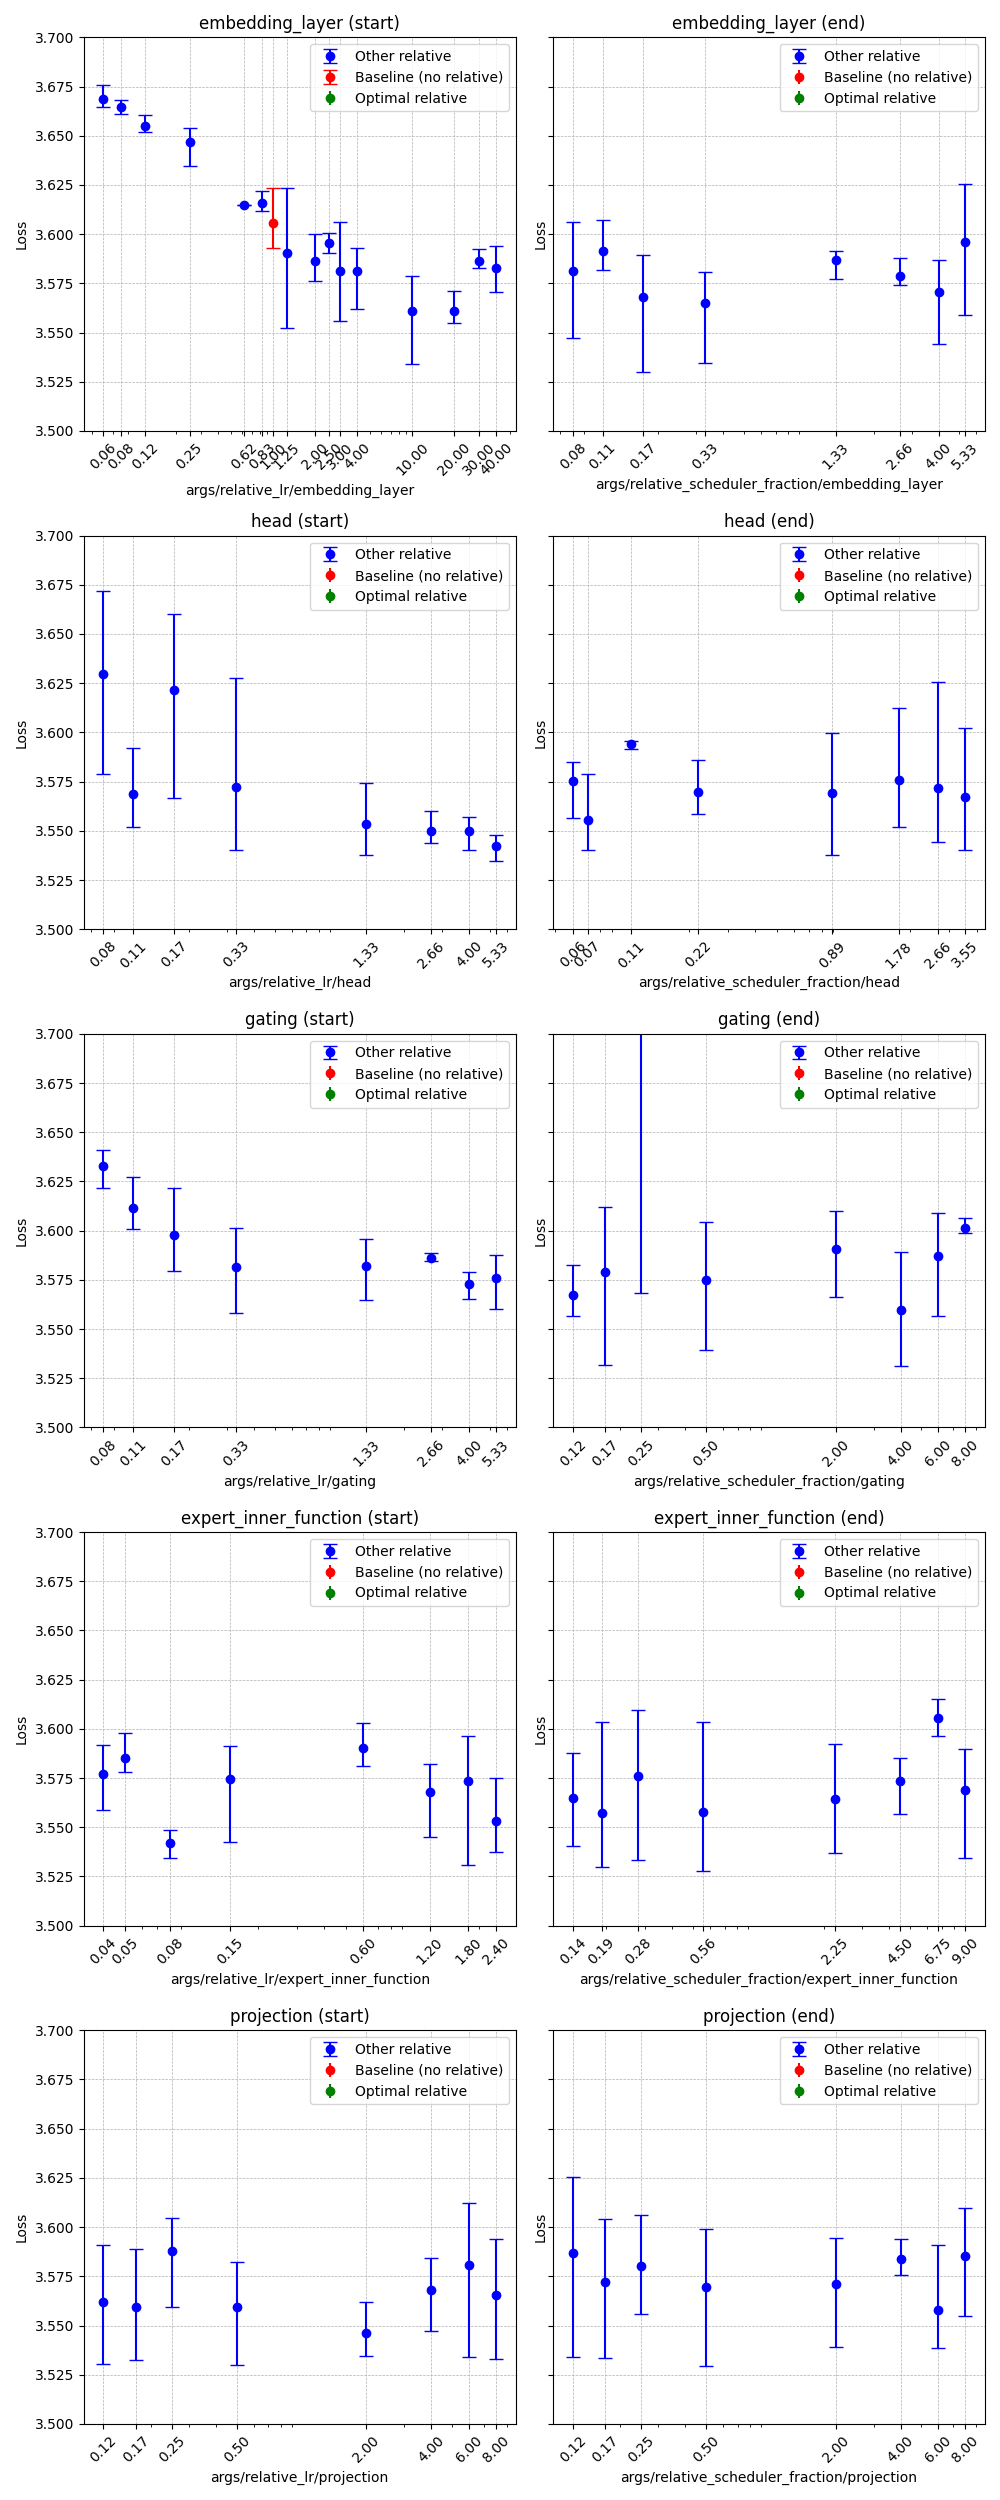 embedding_layer (start)
3.700
3.675
3.650
3.625
3.600
3.575
3.550
3.525
3.500
Loss
Other relative
Baseline (no relative)
Optimal relative
0.06 0.08 0.12 0.25 0.62 0.83 1.00 1.25 2.00 2.50 3.00 4.00 10.00 20.00 30.00 40.00
args/relative_lr/embedding_layer
embedding_layer (end)
Loss
Other relative
Baseline (no relative)
Optimal relative
0.08 0.11 0.17 0.33 1.33 2.66 4.00 5.33
args/relative_scheduler_fraction/embedding_layer
head (start)
3.700
3.675
3.650
3.625
3.600
3.575
3.550
3.525
3.500
Loss
Other relative
Baseline (no relative)
Optimal relative
0.08 0.11 0.17 0.33 1.33 2.66 4.00 5.33
args/relative_lr/head
head (end)
Loss
Other relative
Baseline (no relative)
Optimal relative
0.06 0.07 0.11 0.22 0.89 1.78 2.66 3.55
args/relative_scheduler_fraction/head
gating (start)
3.700
3.675
3.650
3.625
3.600
3.575
3.550
3.525
3.500
Loss
Other relative
Baseline (no relative)
Optimal relative
0.08 0.11 0.17 0.33 1.33 2.66 4.00 5.33
args/relative_lr/gating
gating (end)
Loss
Other relative
Baseline (no relative)
Optimal relative
0.12 0.17 0.25 0.50 2.00 4.00 6.00 8.00
args/relative_scheduler_fraction/gating
expert_inner_function (start)
3.700
3.675
3.650
3.625
3.600
3.575
3.550
3.525
3.500
Loss
Other relative
Baseline (no relative)
Optimal relative
0.04 0.05 0.08 0.15 0.60 1.20 1.80 2.40
args/relative_lr/expert_inner_function
expert_inner_function (end)
Loss
Other relative
Baseline (no relative)
Optimal relative
0.14 0.19 0.28 0.56 2.25 4.50 6.75 9.00
args/relative_scheduler_fraction/expert_inner_function
projection (start)
3.700
3.675
3.650
3.625
3.600
3.575
3.550
3.525
3.500
Loss
Other relative
Baseline (no relative)
Optimal relative
0.12 0.17 0.25 0.50 2.00 4.00 6.00 8.00
args/relative_lr/projection
projection (end)
Loss
Other relative
Baseline (no relative)
Optimal relative
0.12 0.17 0.25 0.50 2.00 4.00 6.00 8.00
args/relative_scheduler_fraction/projection